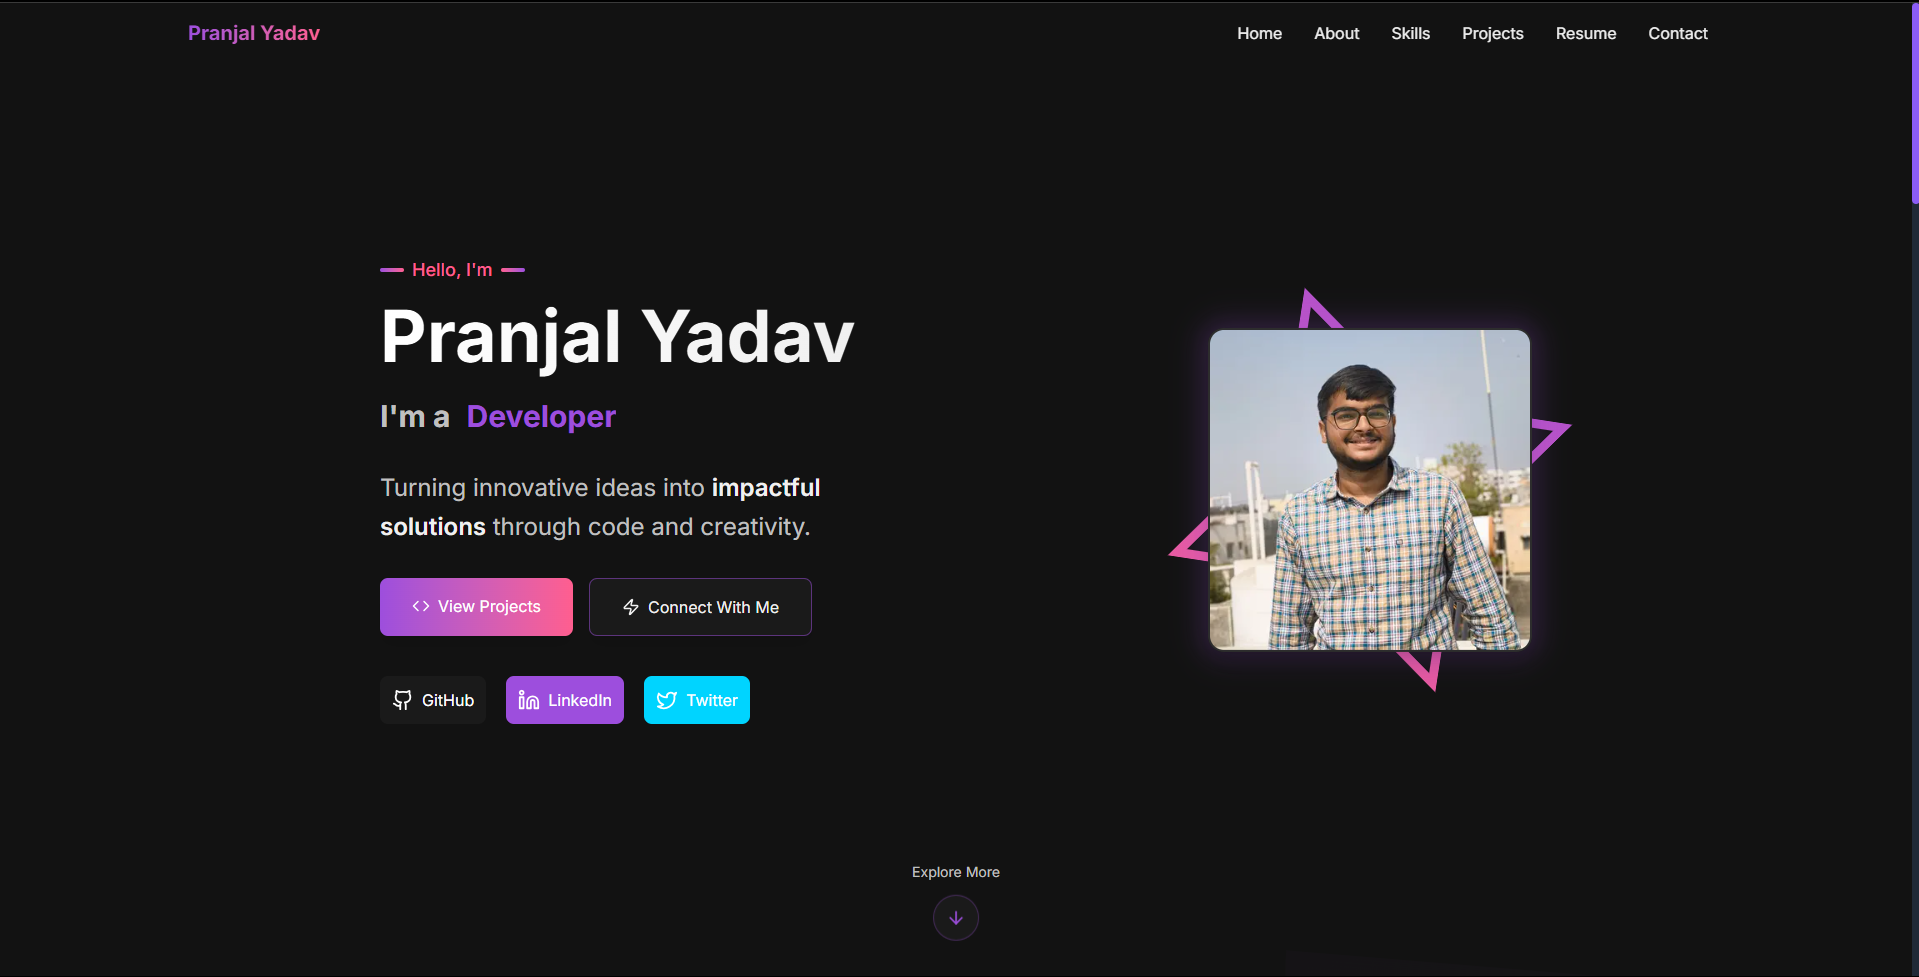 Pranjal Yadav
Home About Skills Projects Resume Contact
Hello, I'm
Pranjal Yadav
I'm a Developer
Turning innovative ideas into impactful
solutions through code and creativity.
View Projects
Connect With Me
GitHub
LinkedIn
Twitter
Explore More